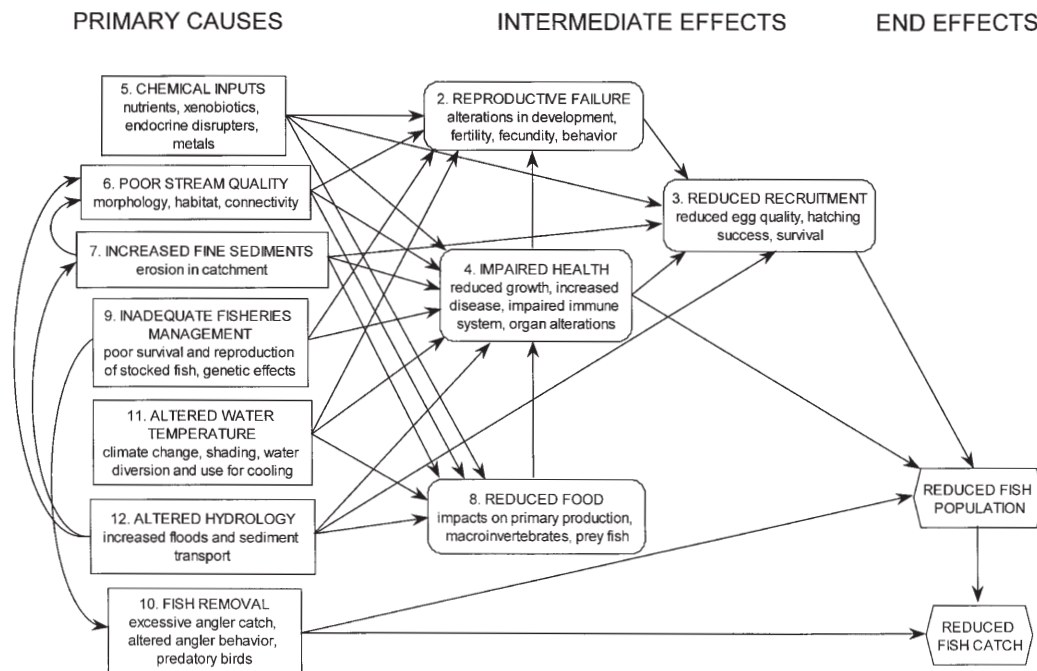 PRIMARY CAUSES
INTERMEDIATE EFFECTS
END EFFECTS
5. CHEMICAL INPUTS
nutrients, xenobiotics,
endocrine disrupters,
metals
6. POOR STREAM QUALITY
morphology, habitat, connectivity
7. INCREASED FINE SEDIMENTS
erosion in catchment
9. INADEQUATE FISHERIES
MANAGEMENT
poor survival and reproduction
of stocked fish, genetic effects
11. ALTERED WATER
TEMPERATURE
climate change, shading, water
diversion and use for cooling
12. ALTERED HYDROLOGY
increased floods and sediment
transport
10. FISH REMOVAL
excessive angler catch,
altered angler behavior,
predatory birds
2. REPRODUCTIVE FAILURE
alterations in development,
fertility, fecundity, behavior
4. IMPAIRED HEALTH
reduced growth, increased
disease, impaired immune
system, organ alterations
8. REDUCED FOOD
impacts on primary production,
macroinvertebrates, prey fish
3. REDUCED RECRUITMENT
reduced egg quality, hatching
success, survival
REDUCED FISH
POPULATION
REDUCED
FISH CATCH